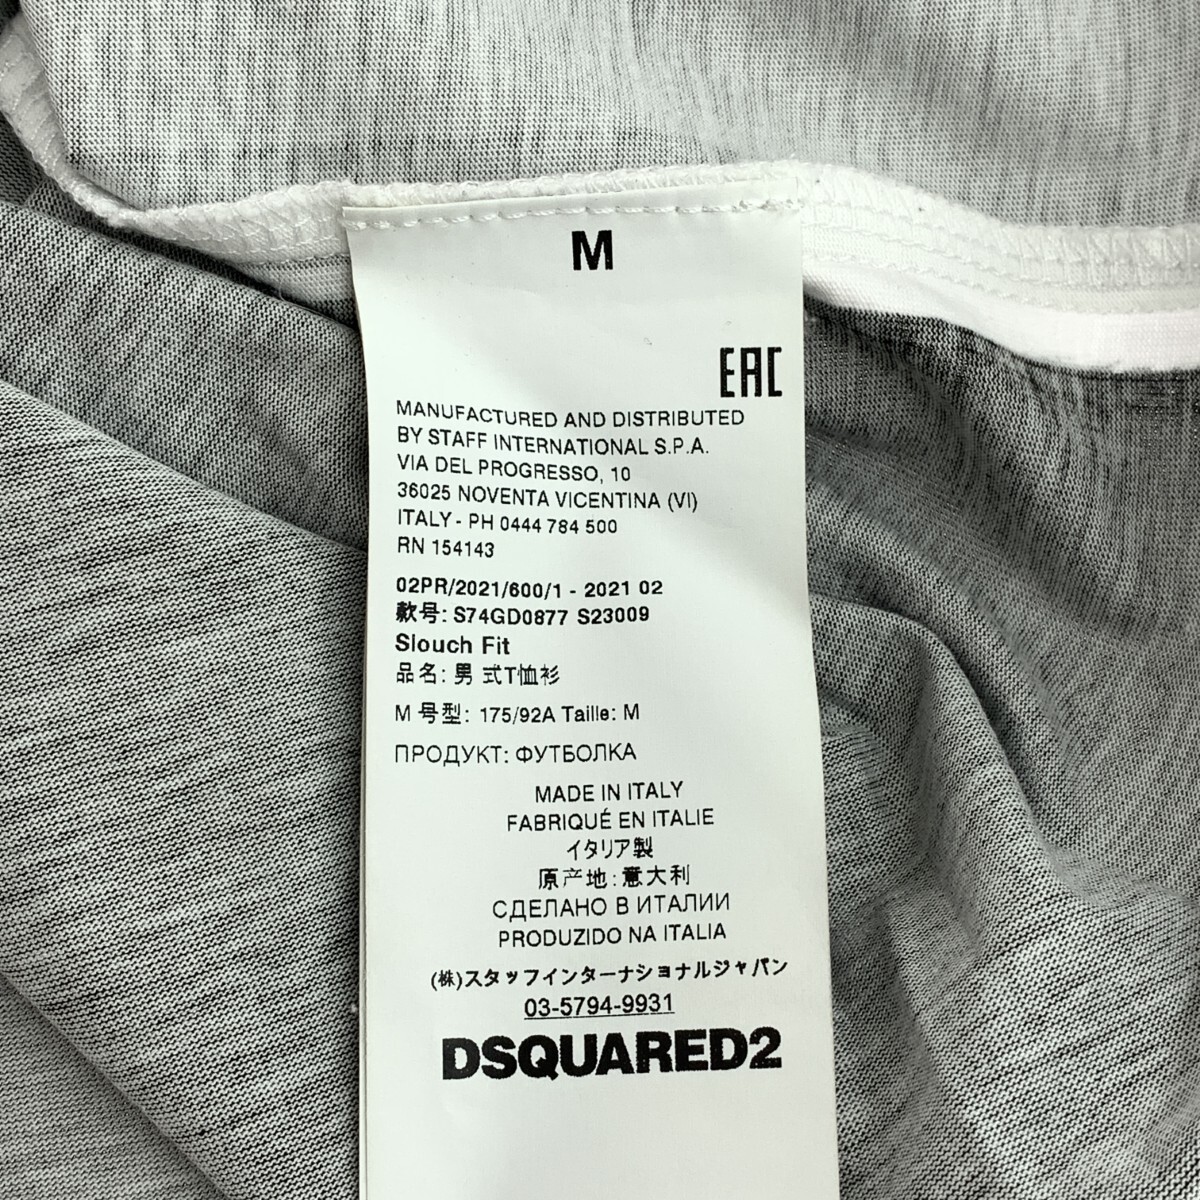 M
EAC
MANUFACTURED AND DISTRIBUTED
BY STAFF INTERNATIONAL S.P.A.
VIA DEL PROGRESSO, 10
36025 NOVENTA VICENTINA (VI)
ITALY - PH 0444 784 500
RN 154143
02PR/2021/600/1 - 2021 02
款号: S74GD0877 S23009
Slouch Fit
品名: 男 式T恤衫
M 号型: 175/92A Taille: M
ПРОДУКТ: ФУТБОЛКА
MADE IN ITALY
FABRIQUÉ EN ITALIE
イタリア製
原产地: 意大利
СДЕЛАНО В ИТАЛИИ
PRODUZIDO NA ITALIA
(株)スタッフインターナショナルジャパン
03-5794-9931
DSQUARED2